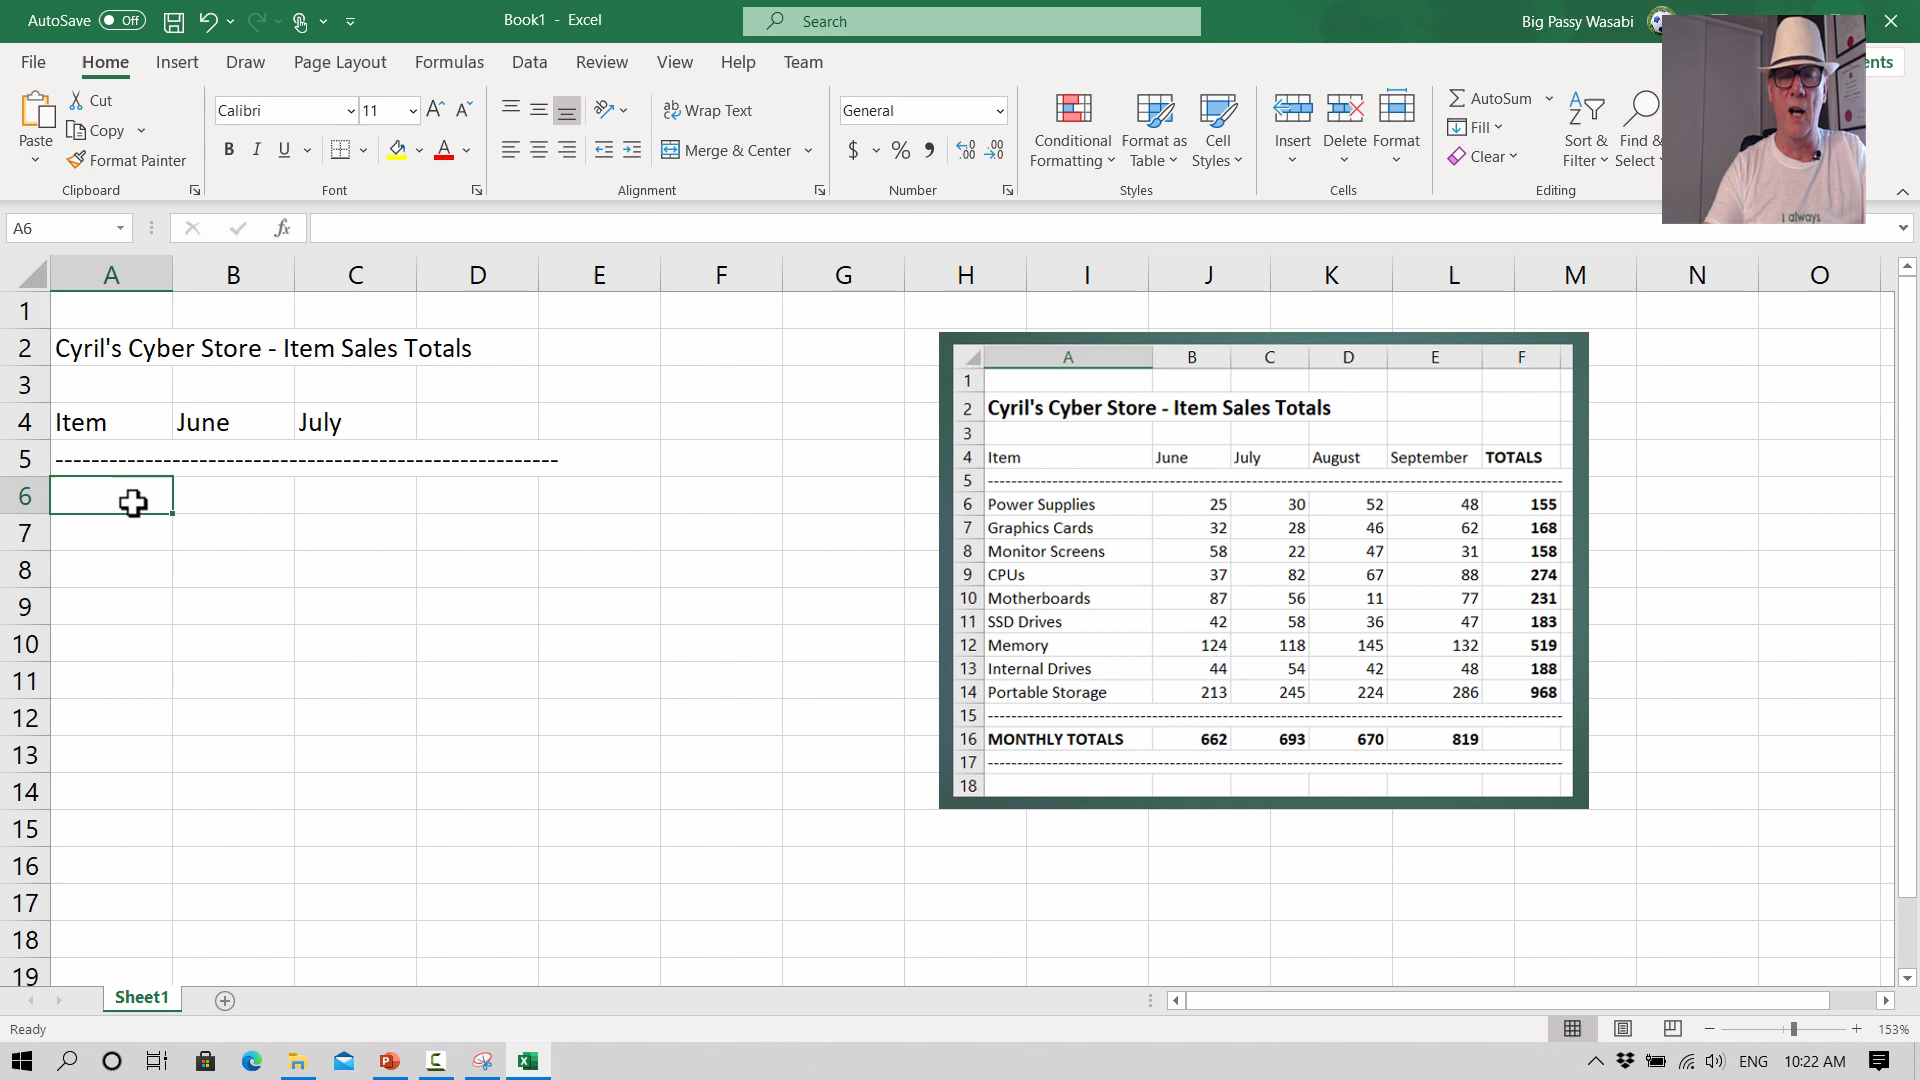 AutoSave Off Book1 - Excel Search Big Passy Wasabi
File Home Insert Draw Page Layout Formulas Data Review View Help Team
Paste Cut Copy Format Painter Clipboard
Calibri 11 B I U A Font
ab Wrap Text Merge & Center Alignment
General $ % 9 Number
Conditional Formatting Format as Table Cell Styles Styles
Insert Delete Format Cells
AutoSum Fill Clear Sort & Filter Find & Select Editing
I always
A6 fx
A B C D E F G H I J K L M N O
1
2 Cyril's Cyber Store - Item Sales Totals
3
4 Item June July
5 --------------------------------------------------------
6
7
8
9
10
11
12
13
14
15
16
17
18
19
A B C D E F
1
2 Cyril's Cyber Store - Item Sales Totals
3
4 Item June July August September TOTALS
5 --------------------------------------------------------
6 Power Supplies 25 30 52 48 155
7 Graphics Cards 32 28 46 62 168
8 Monitor Screens 58 22 47 31 158
9 CPUs 37 82 67 88 274
10 Motherboards 87 56 11 77 231
11 SSD Drives 42 58 36 47 183
12 Memory 124 118 145 132 519
13 Internal Drives 44 54 42 48 188
14 Portable Storage 213 245 224 286 968
15 --------------------------------------------------------
16 MONTHLY TOTALS 662 693 670 819
17 --------------------------------------------------------
18
Sheet1
Ready 153%
ENG 10:22 AM